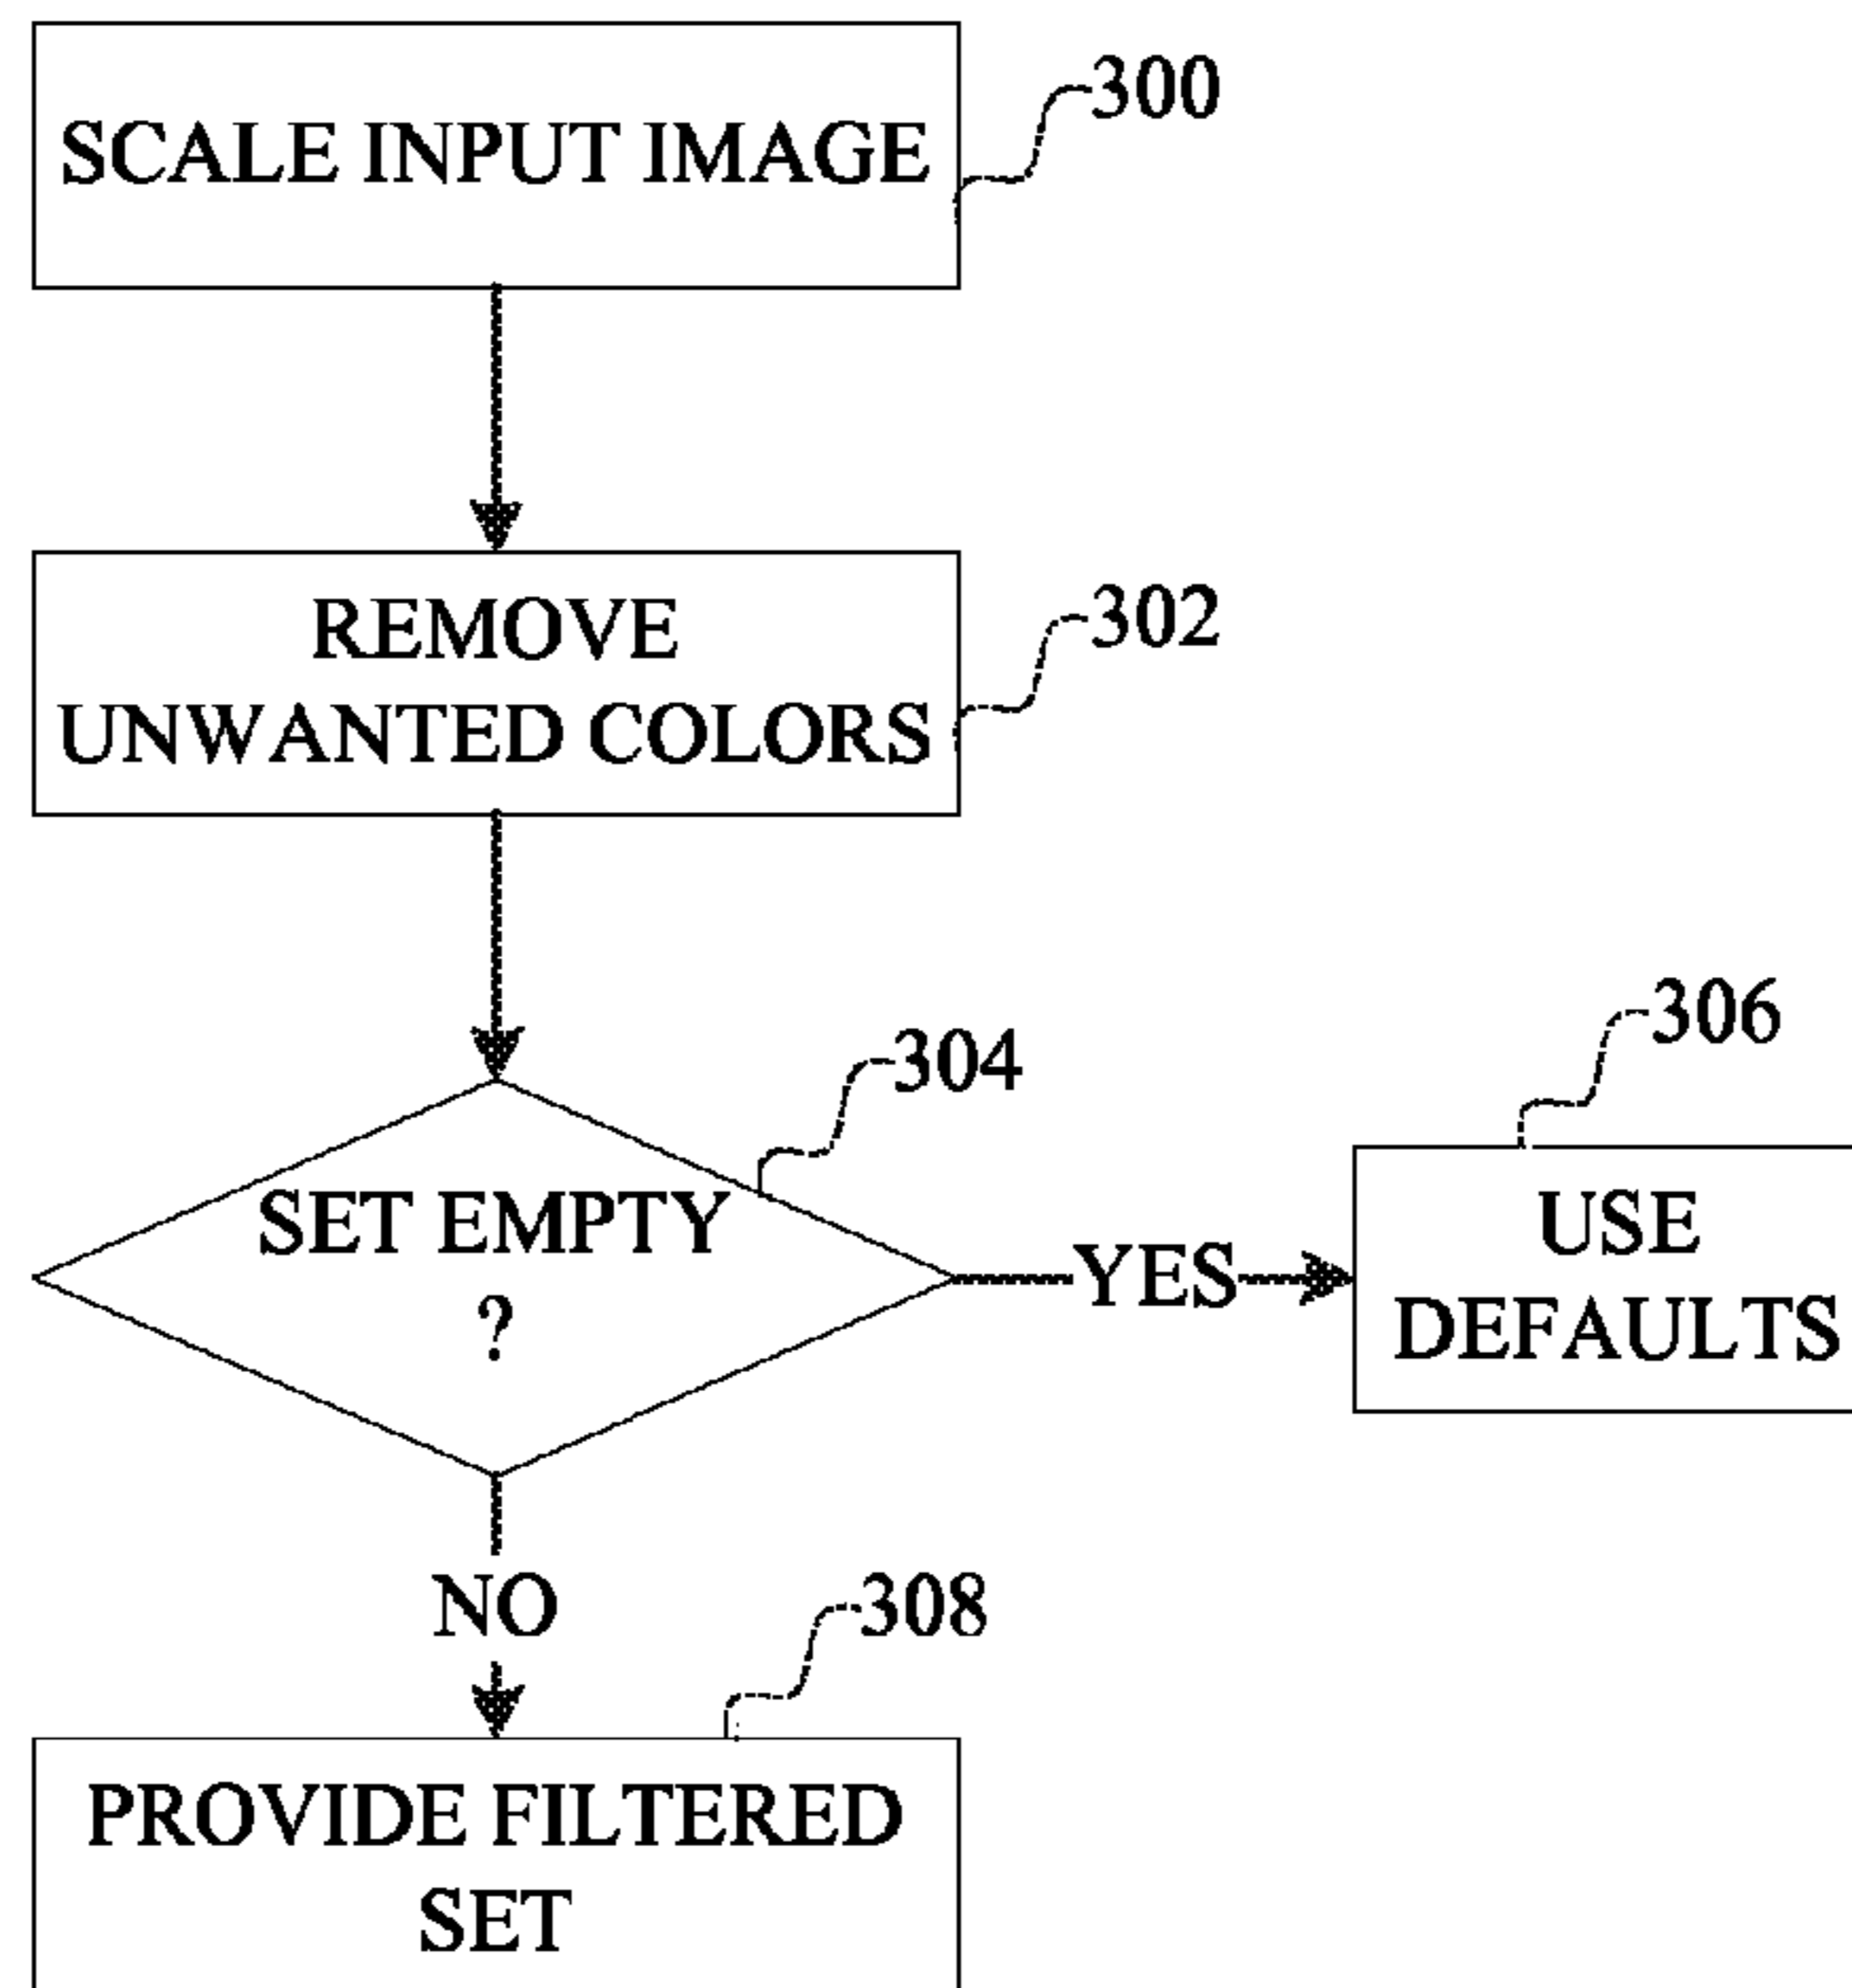 SCALE INPUT IMAGE
300
REMOVE
UNWANTED COLORS
302
304
SET EMPTY
?
YES
306
USE
DEFAULTS
NO
308
PROVIDE FILTERED
SET